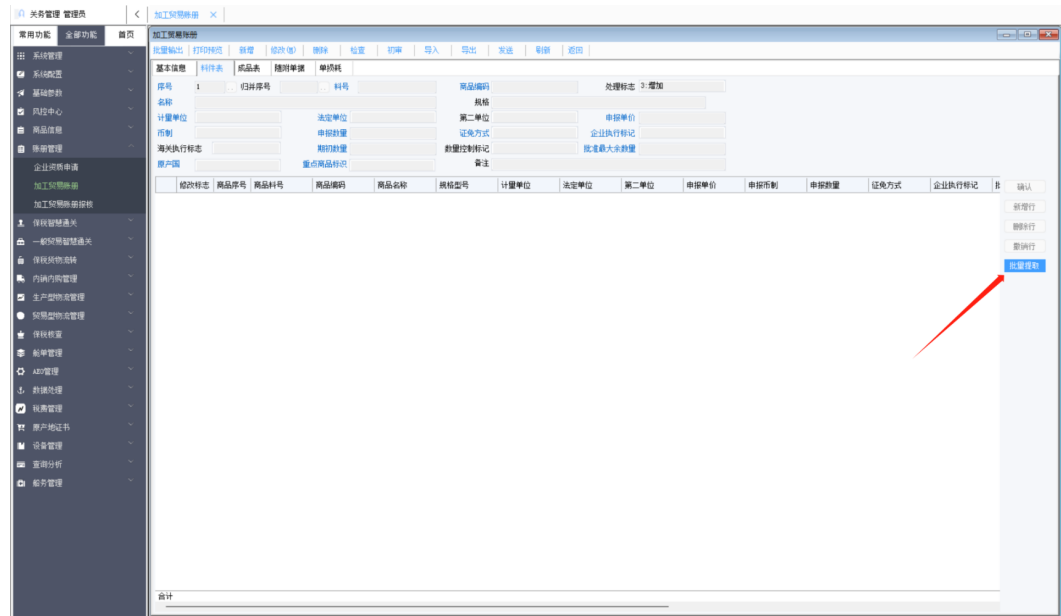 关务管理 管理员 < 加工贸易账册 ×
常用功能 全部功能 首页 加工贸易账册
批量输出 打印预览 新增 修改(M) 删除 检查 初审 导入 导出 发送 刷新 返回
系统管理
基本信息 料件表 成品表 随附单据 单损耗
系统配置
序号 1 归并序号 料号 商品编码 处理标志 3:增加
基础参数
名称 规格
风控中心
计量单位 法定单位 第二单位 申报单价
商品信息
币制 申报数量 证免方式 企业执行标记
账册管理
海关执行标志 期初数量 数量控制标记 批准最大余数量
企业资质申请
原产国 重点商品标识 备注
加工贸易账册
修改标志 商品序号 商品料号 商品编码 商品名称 规格型号 计量单位 法定单位 第二单位 申报单价 申报币制 申报数量 证免方式 企业执行标记
确认
加工贸易账册报核
新增行
保税智慧通关
删除行
一般贸易智慧通关
撤销行
保税货物流转
批量提取
内销内购管理
生产型物流管理
贸易型物流管理
保税核查
舱单管理
AEO管理
数据处理
税费管理
原产地证书
设备管理
查询分析
船务管理
合计